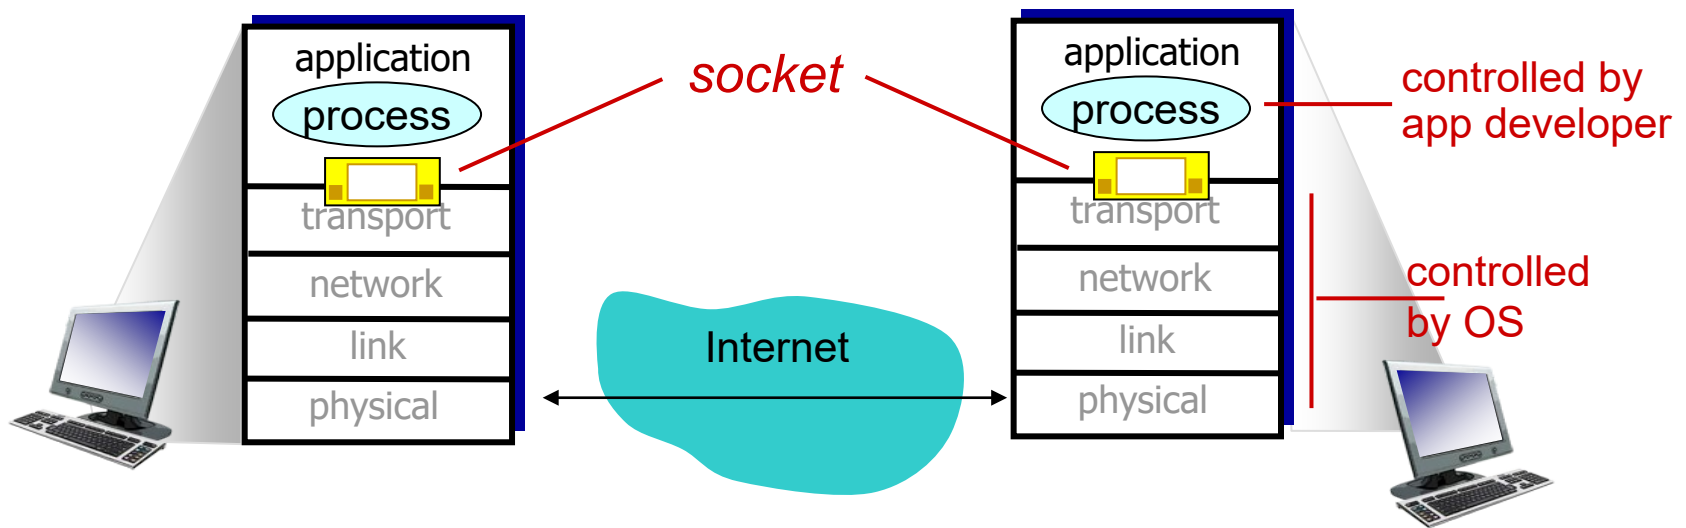 application
process
transport
network
link
physical
socket
Internet
application
process
transport
network
link
physical
controlled by
app developer
controlled
by OS